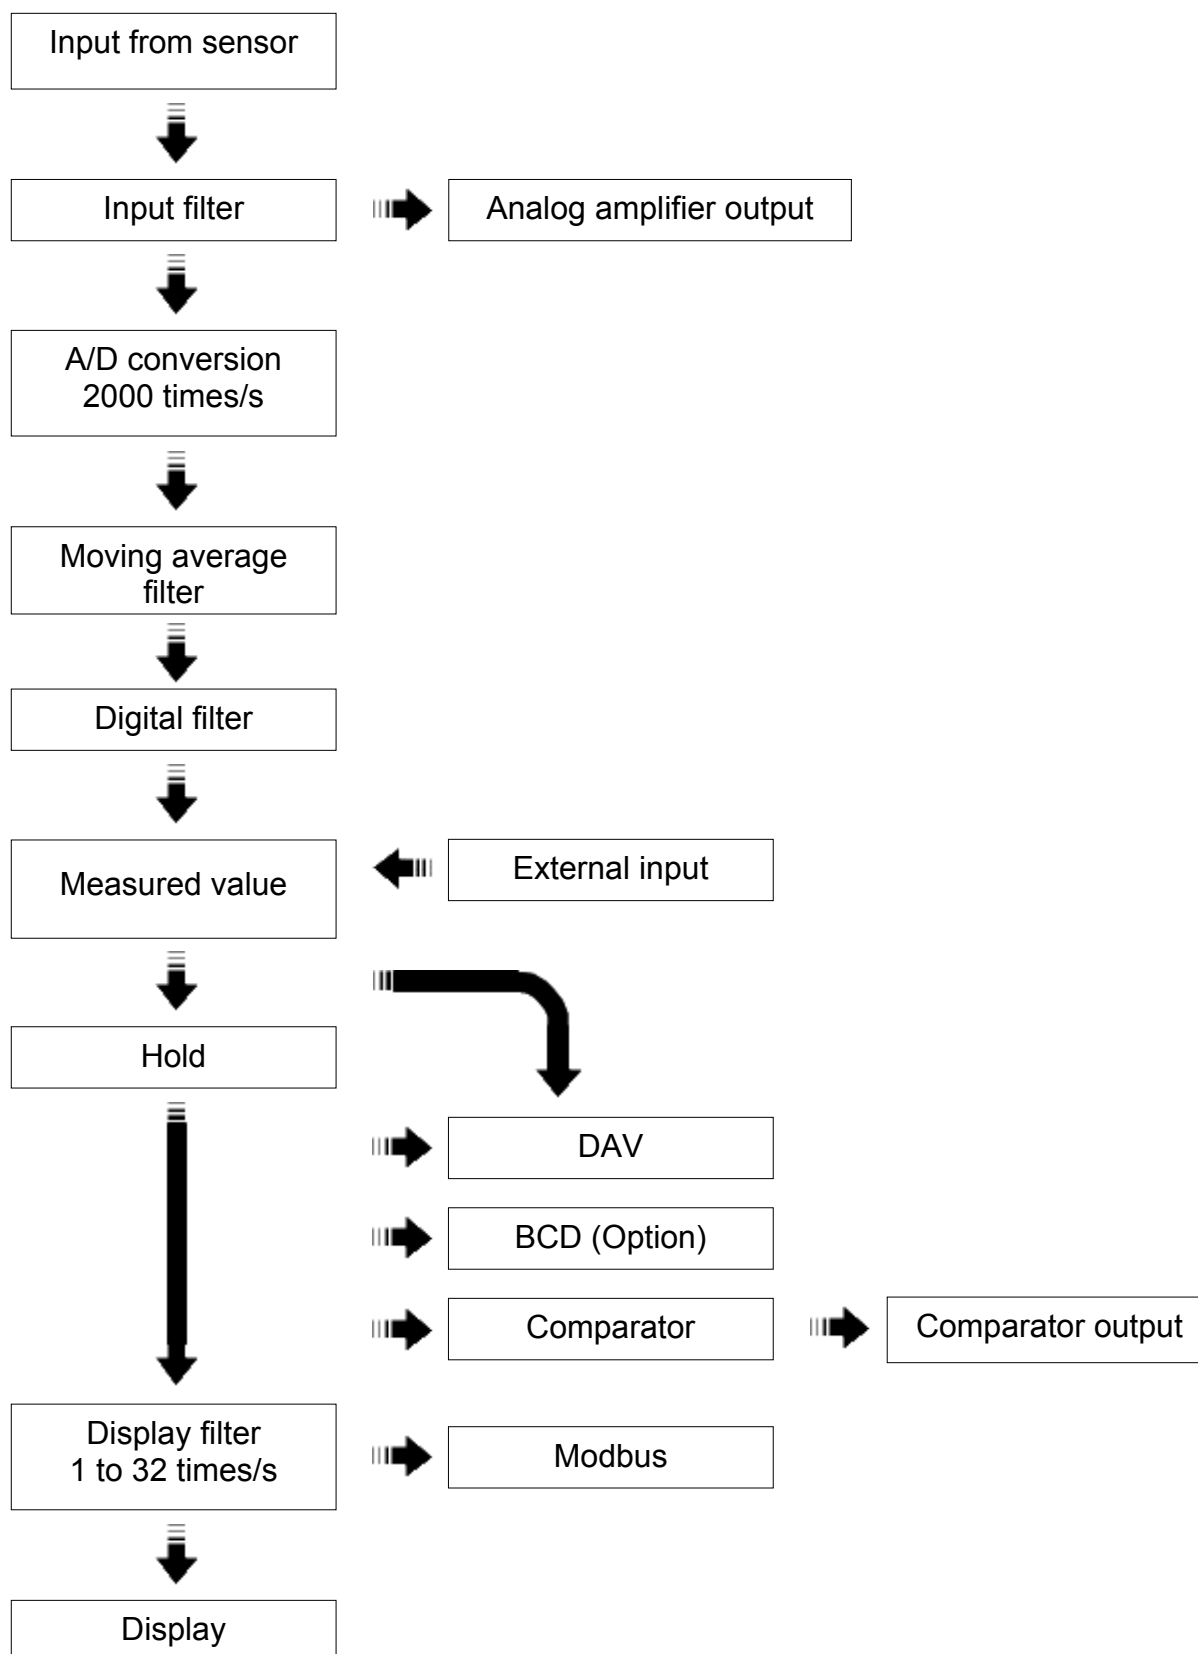 Input from sensor
Input filter
Analog amplifier output
A/D conversion
2000 times/s
Moving average
filter
Digital filter
Measured value
External input
Hold
DAV
BCD (Option)
Comparator
Comparator output
Display filter
1 to 32 times/s
Modbus
Display